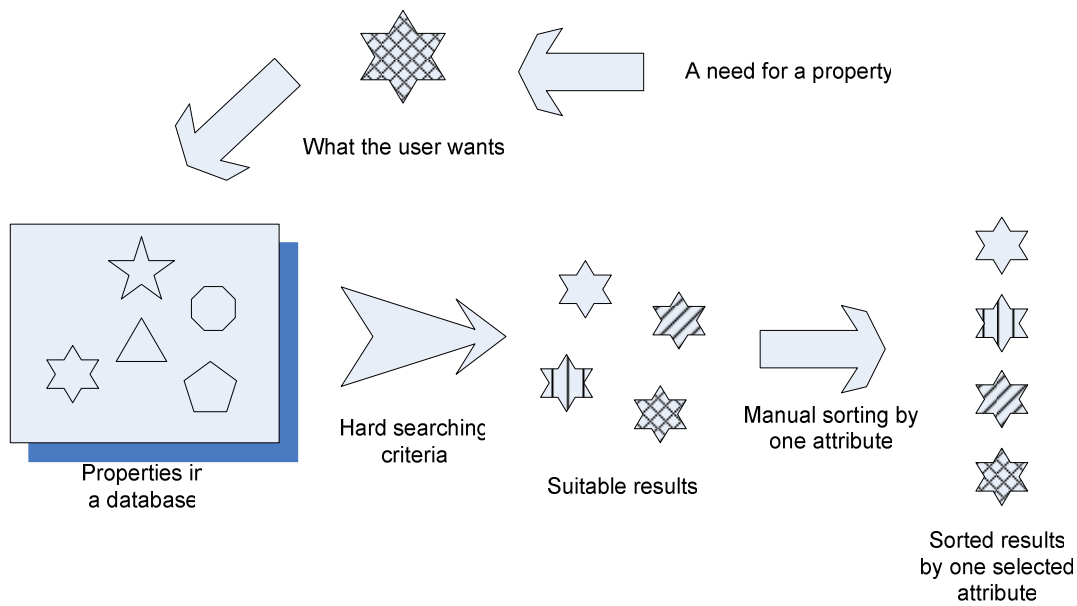 A need for a property
What the user wants
Hard searching
criteria
Manual sorting by
one attribute
Properties in
a database
Suitable results
Sorted results
by one selected
attribute